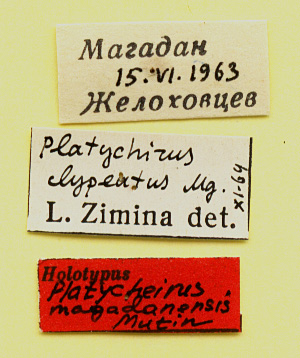 Магадан
15.VI.1963
Желоховцев
Platychirus
clypeatus Mg.
L. Zimina det.
XI-64
Holotypus
Platycheirus
magadanensis
Mutin